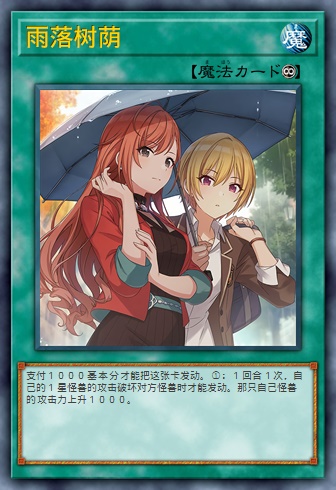 雨落树荫
魔
【魔法カード】
支付１０００基本分才能把这张卡发动。①：１回合１次，自
己的１星怪兽的攻击破坏对方怪兽时才能发动。那只自己怪兽
的攻击力上升１０００。